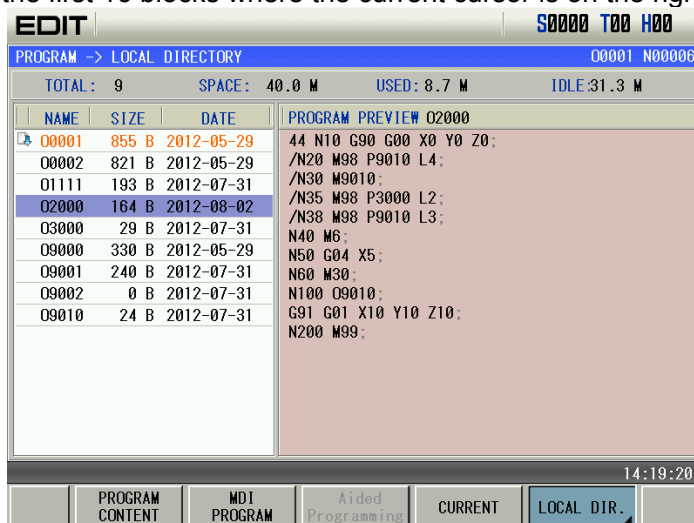 the first 10 blocks where the current cursor is on the righ
EDIT S0000 T00 H00
PROGRAM -> LOCAL DIRECTORY O0001 N00006
TOTAL: 9 SPACE: 40.0 M USED: 8.7 M IDLE:31.3 M
NAME SIZE DATE PROGRAM PREVIEW O2000
O0001 855 B 2012-05-29 44 N10 G90 G00 X0 Y0 Z0;
O0002 821 B 2012-05-29 /N20 M98 P9010 L4;
O1111 193 B 2012-07-31 /N30 M9010;
O2000 164 B 2012-08-02 /N35 M98 P3000 L2;
O3000 29 B 2012-07-31 /N38 M98 P9010 L3;
O9000 330 B 2012-05-29 N40 M6;
O9001 240 B 2012-07-31 N50 G04 X5;
O9002 0 B 2012-07-31 N60 M30;
O9010 24 B 2012-07-31 N100 O9010;
G91 G01 X10 Y10 Z10;
N200 M99;
14:19:20
PROGRAM CONTENT MDI PROGRAM Aided Programming CURRENT LOCAL DIR.